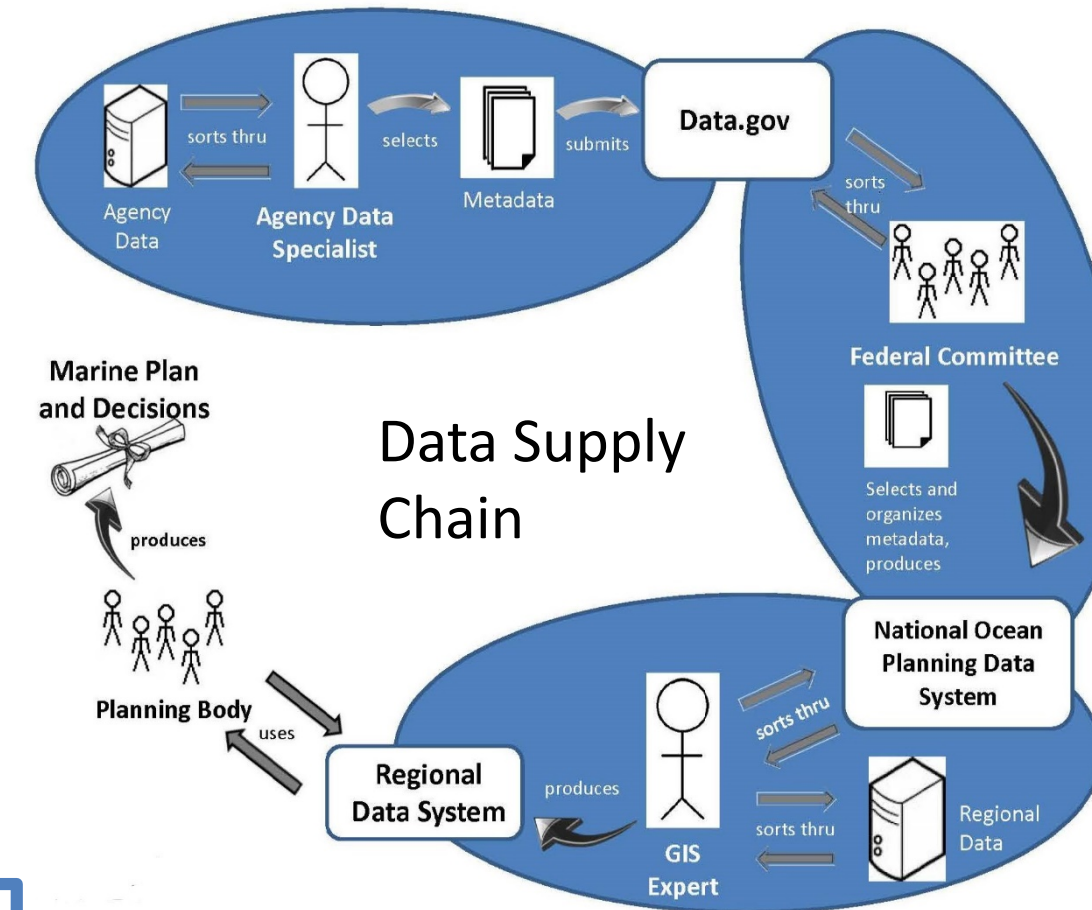 sorts thru
Agency
Data
Agency Data
Specialist
selects
Metadata
submits
Data.gov
sorts
thru
Federal Committee
Selects and
organizes
metadata,
produces
National Ocean
Planning Data
System
sorts thru
sorts thru
Regional
Data
GIS
Expert
produces
Regional
Data System
uses
Planning Body
produces
Marine Plan
and Decisions
Data Supply
Chain